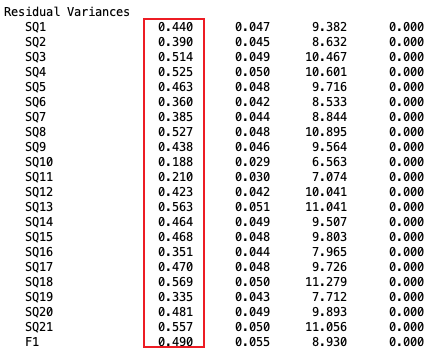 Residual Variances
SQ1 0.440 0.047 9.382 0.000
SQ2 0.390 0.045 8.632 0.000
SQ3 0.514 0.049 10.467 0.000
SQ4 0.525 0.050 10.601 0.000
SQ5 0.463 0.048 9.716 0.000
SQ6 0.360 0.042 8.533 0.000
SQ7 0.385 0.044 8.844 0.000
SQ8 0.527 0.048 10.895 0.000
SQ9 0.438 0.046 9.564 0.000
SQ10 0.188 0.029 6.563 0.000
SQ11 0.210 0.030 7.074 0.000
SQ12 0.423 0.042 10.041 0.000
SQ13 0.563 0.051 11.041 0.000
SQ14 0.464 0.049 9.507 0.000
SQ15 0.468 0.048 9.803 0.000
SQ16 0.351 0.044 7.965 0.000
SQ17 0.470 0.048 9.726 0.000
SQ18 0.569 0.050 11.279 0.000
SQ19 0.335 0.043 7.712 0.000
SQ20 0.481 0.049 9.893 0.000
SQ21 0.557 0.050 11.056 0.000
F1 0.490 0.055 8.930 0.000